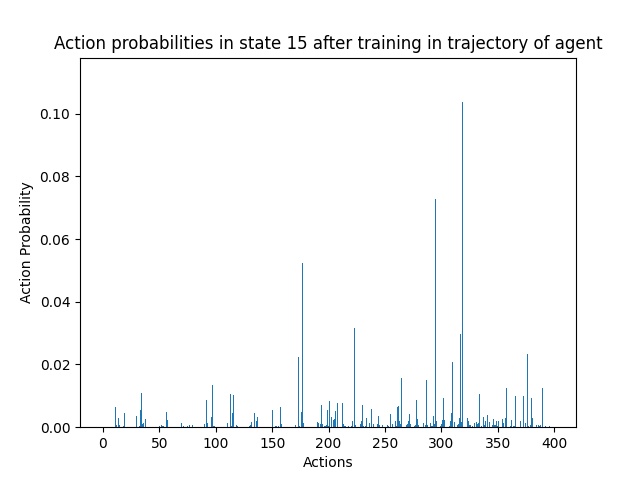 Action probabilities in state 15 after training in trajectory of agent
0.10
0.08
0.06
0.04
0.02
0.00
Action Probability
0 50 100 150 200 250 300 350 400
Actions